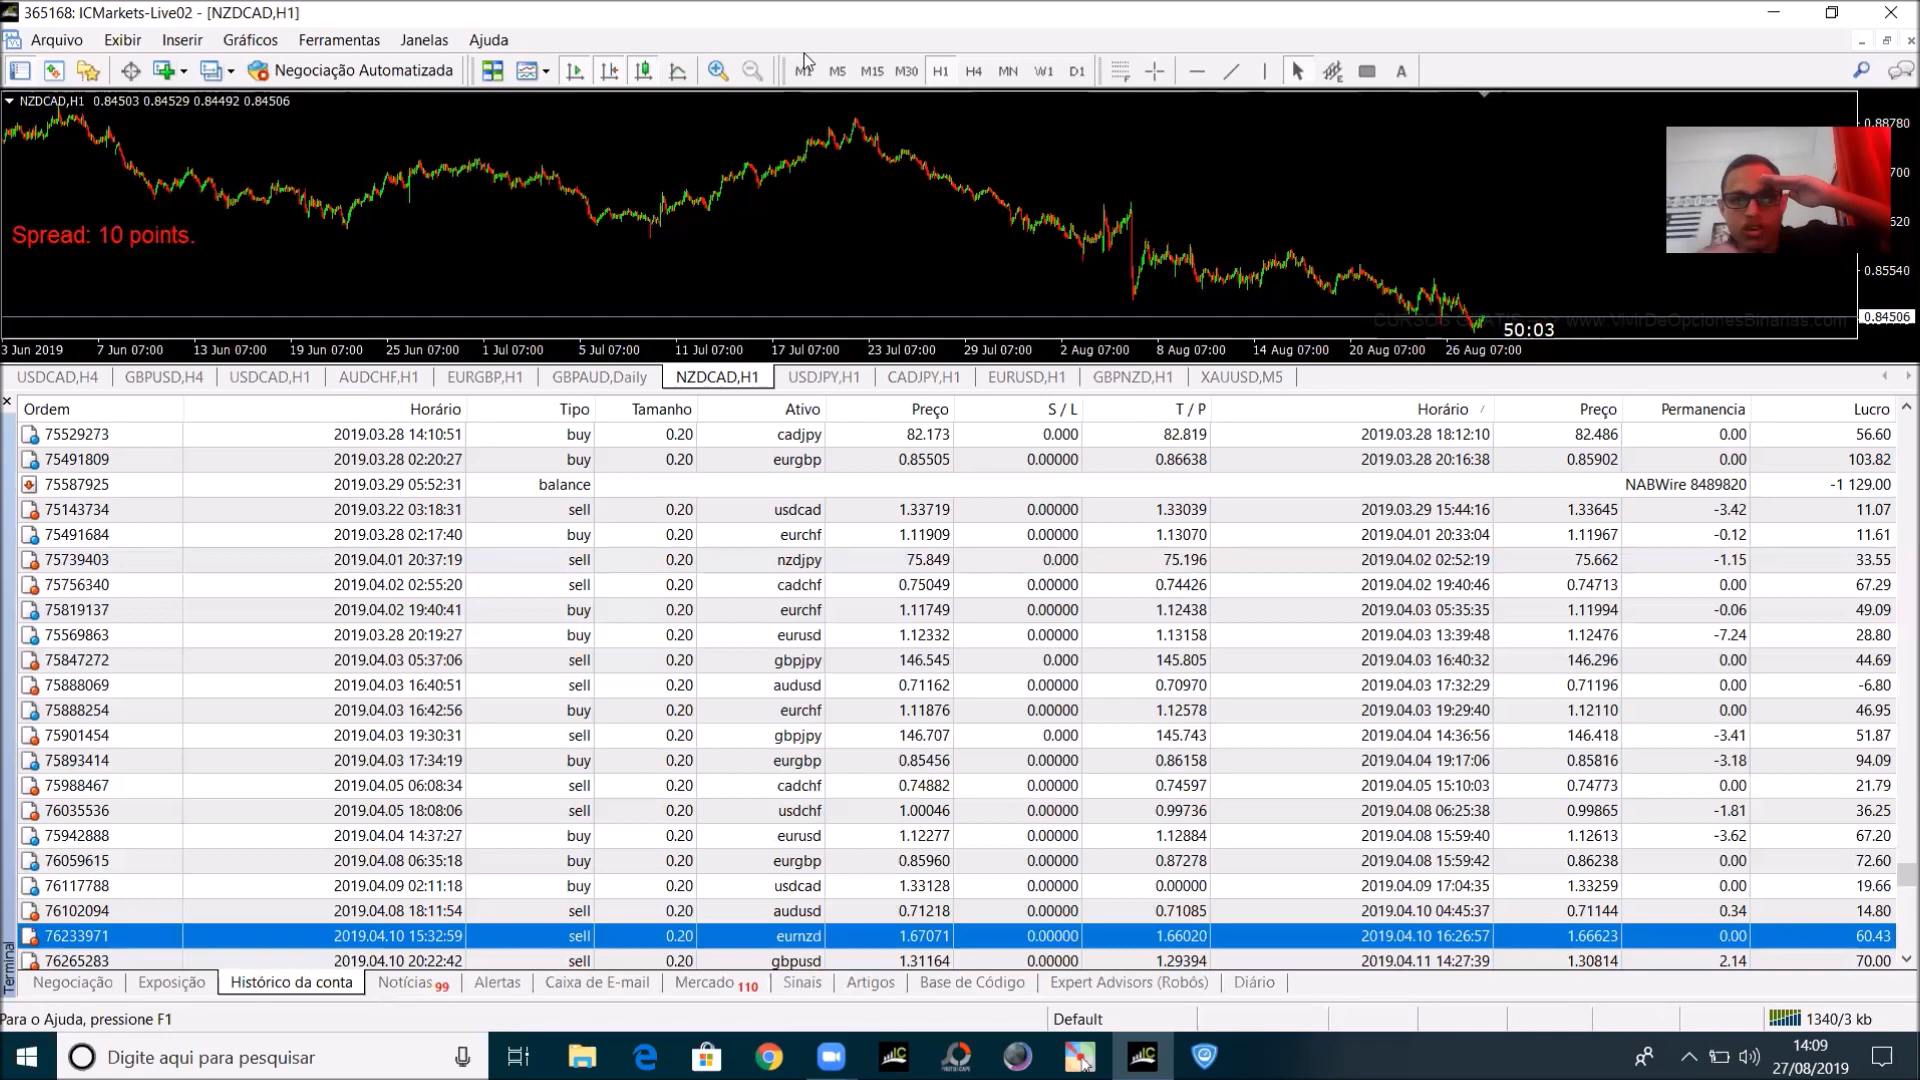 365168: ICMarkets-Live02 - [NZDCAD,H1]
Arquivo Exibir Inserir Gráficos Ferramentas Janelas Ajuda
Negociação Automatizada M1 M5 M15 M30 H1 H4 MN W1 D1 A
NZDCAD,H1 0.84503 0.84529 0.84492 0.84506
0.88780
700
Spread: 10 points.
620
0.85540
0.84506
CURSOS GRATIS www.VivirDeOpcionesBinarias.com
50:03
3 Jun 2019 7 Jun 07:00 13 Jun 07:00 19 Jun 07:00 25 Jun 07:00 1 Jul 07:00 5 Jul 07:00 11 Jul 07:00 17 Jul 07:00 23 Jul 07:00 29 Jul 07:00 2 Aug 07:00 8 Aug 07:00 14 Aug 07:00 20 Aug 07:00 26 Aug 07:00
USDCAD,H4 GBPUSD,H4 USDCAD,H1 AUDCHF,H1 EURGBP,H1 GBPAUD,Daily NZDCAD,H1 USDJPY,H1 CADJPY,H1 EURUSD,H1 GBPNZD,H1 XAUUSD,M5
Ordem Horário Tipo Tamanho Ativo Preço S / L T / P Horário / Preço Permanencia Lucro
75529273 2019.03.28 14:10:51 buy 0.20 cadjpy 82.173 0.000 82.819 2019.03.28 18:12:10 82.486 0.00 56.60
75491809 2019.03.28 02:20:27 buy 0.20 eurgbp 0.85505 0.00000 0.86638 2019.03.28 20:16:38 0.85902 0.00 103.82
75587925 2019.03.29 05:52:31 balance NABWire 8489820 -1 129.00
75143734 2019.03.22 03:18:31 sell 0.20 usdcad 1.33719 0.00000 1.33039 2019.03.29 15:44:16 1.33645 -3.42 11.07
75491684 2019.03.28 02:17:40 buy 0.20 eurchf 1.11909 0.00000 1.13070 2019.04.01 20:33:04 1.11967 -0.12 11.61
75739403 2019.04.01 20:37:19 sell 0.20 nzdjpy 75.849 0.000 75.196 2019.04.02 02:52:19 75.662 -1.15 33.55
75756340 2019.04.02 02:55:20 sell 0.20 cadchf 0.75049 0.00000 0.74426 2019.04.02 19:40:46 0.74713 0.00 67.29
75819137 2019.04.02 19:40:41 buy 0.20 eurchf 1.11749 0.00000 1.12438 2019.04.03 05:35:35 1.11994 -0.06 49.09
75569863 2019.03.28 20:19:27 buy 0.20 eurusd 1.12332 0.00000 1.13158 2019.04.03 13:39:48 1.12476 -7.24 28.80
75847272 2019.04.03 05:37:06 sell 0.20 gbpjpy 146.545 0.000 145.805 2019.04.03 16:40:32 146.296 0.00 44.69
75888069 2019.04.03 16:40:51 sell 0.20 audusd 0.71162 0.00000 0.70970 2019.04.03 17:32:29 0.71196 0.00 -6.80
75888254 2019.04.03 16:42:56 buy 0.20 eurchf 1.11876 0.00000 1.12578 2019.04.03 19:29:40 1.12110 0.00 46.95
75901454 2019.04.03 19:30:31 sell 0.20 gbpjpy 146.707 0.000 145.743 2019.04.04 14:36:56 146.418 -3.41 51.87
75893414 2019.04.03 17:34:19 sell 0.20 eurgbp 0.85456 0.00000 0.86158 2019.04.04 19:17:06 0.85816 -3.18 94.09
75988467 2019.04.05 06:08:34 sell 0.20 cadchf 0.74882 0.00000 0.74597 2019.04.05 15:10:03 0.74773 0.00 21.79
76035536 2019.04.05 18:08:06 sell 0.20 usdchf 1.00046 0.00000 0.99736 2019.04.08 06:25:38 0.99865 -1.81 36.25
75942888 2019.04.04 14:37:27 buy 0.20 eurusd 1.12277 0.00000 1.12884 2019.04.08 15:59:40 1.12613 -3.62 67.20
76059615 2019.04.08 06:35:18 buy 0.20 eurgbp 0.85960 0.00000 0.87278 2019.04.08 15:59:42 0.86238 0.00 72.60
76117788 2019.04.09 02:11:18 buy 0.20 usdcad 1.33128 0.00000 0.00000 2019.04.09 17:04:35 1.33259 0.00 19.66
76102094 2019.04.08 18:11:54 sell 0.20 audusd 0.71218 0.00000 0.71085 2019.04.10 04:45:37 0.71144 0.34 14.80
76233971 2019.04.10 15:32:59 sell 0.20 eurnzd 1.67071 0.00000 1.66020 2019.04.10 16:26:57 1.66623 0.00 60.43
76265283 2019.04.10 20:22:42 sell 0.20 gbpusd 1.31164 0.00000 1.29394 2019.04.11 14:27:39 1.30814 2.14 70.00
Terminal
Negociação Exposição Histórico da conta Notícias 99 Alertas Caixa de E-mail Mercado 110 Sinais Artigos Base de Código Expert Advisors (Robôs) Diário
Para o Ajuda, pressione F1 Default 1340/3 kb
Digite aqui para pesquisar
14:09
27/08/2019